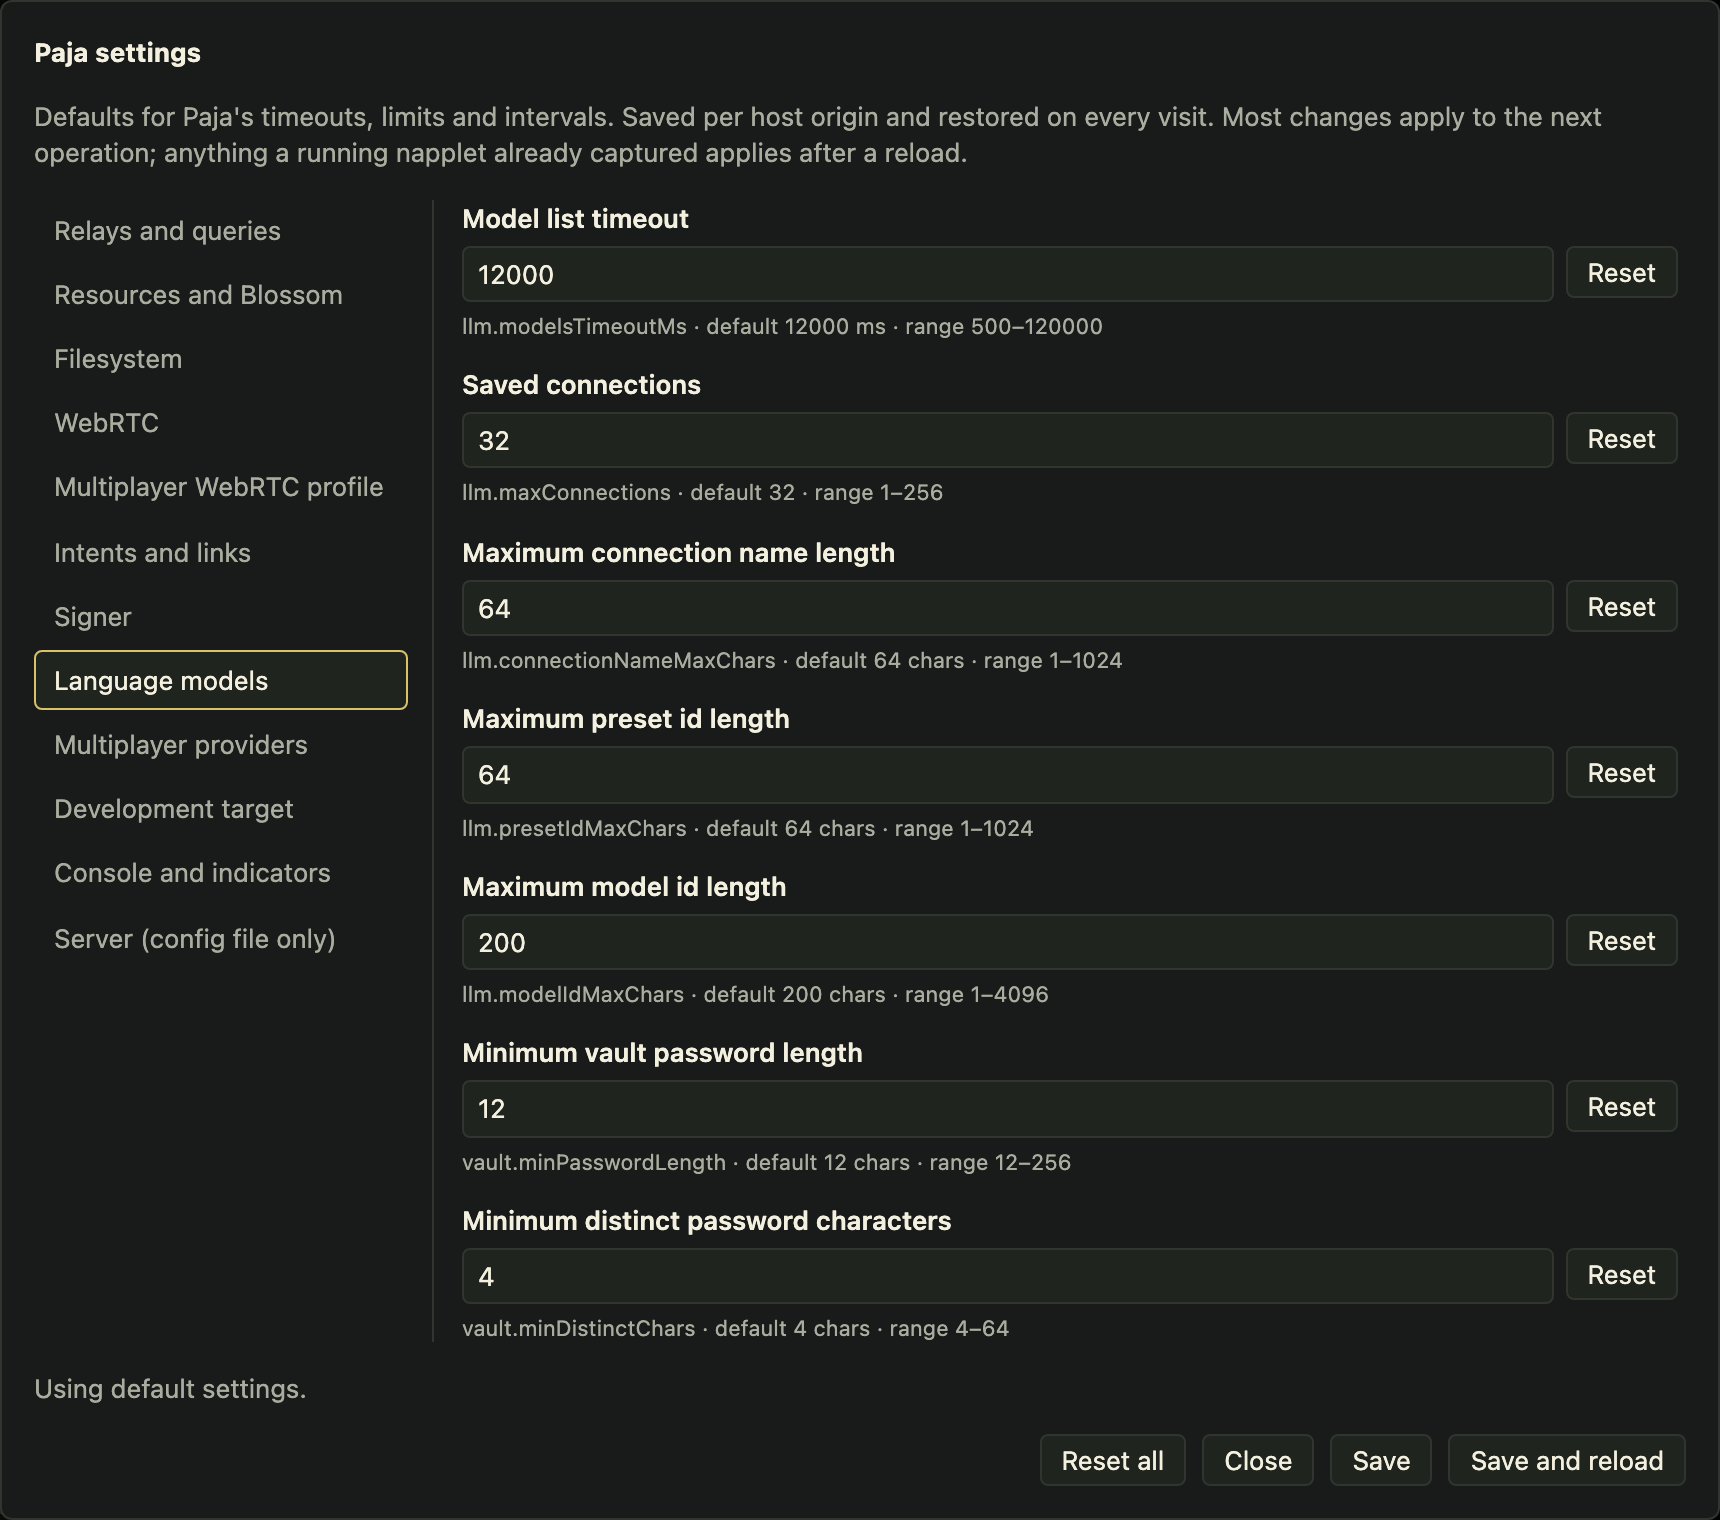 Paja settings
Defaults for Paja's timeouts, limits and intervals. Saved per host origin and restored on every visit. Most changes apply to the next
operation; anything a running napplet already captured applies after a reload.
Relays and queries
Resources and Blossom
Filesystem
WebRTC
Multiplayer WebRTC profile
Intents and links
Signer
Language models
Multiplayer providers
Development target
Console and indicators
Server (config file only)
Model list timeout
12000
Reset
llm.modelsTimeoutMs · default 12000 ms · range 500–120000
Saved connections
32
Reset
llm.maxConnections · default 32 · range 1–256
Maximum connection name length
64
Reset
llm.connectionNameMaxChars · default 64 chars · range 1–1024
Maximum preset id length
64
Reset
llm.presetIdMaxChars · default 64 chars · range 1–1024
Maximum model id length
200
Reset
llm.modelIdMaxChars · default 200 chars · range 1–4096
Minimum vault password length
12
Reset
vault.minPasswordLength · default 12 chars · range 12–256
Minimum distinct password characters
4
Reset
vault.minDistinctChars · default 4 chars · range 4–64
Using default settings.
Reset all
Close
Save
Save and reload